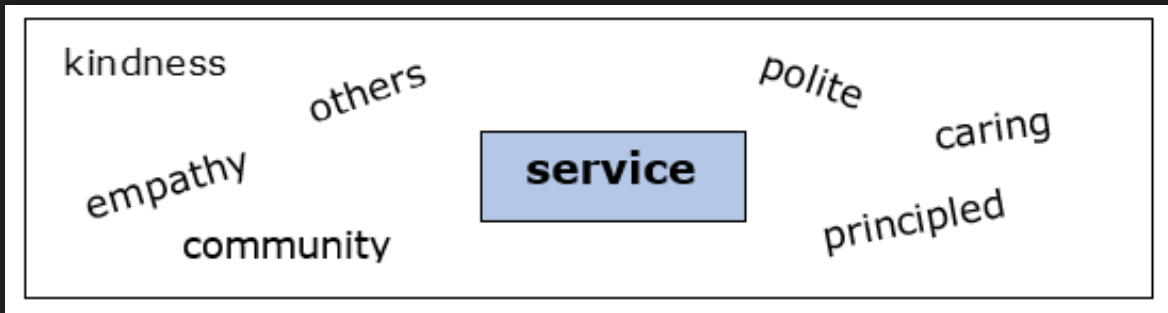 kindness
others
polite
caring
service
empathy
principled
community